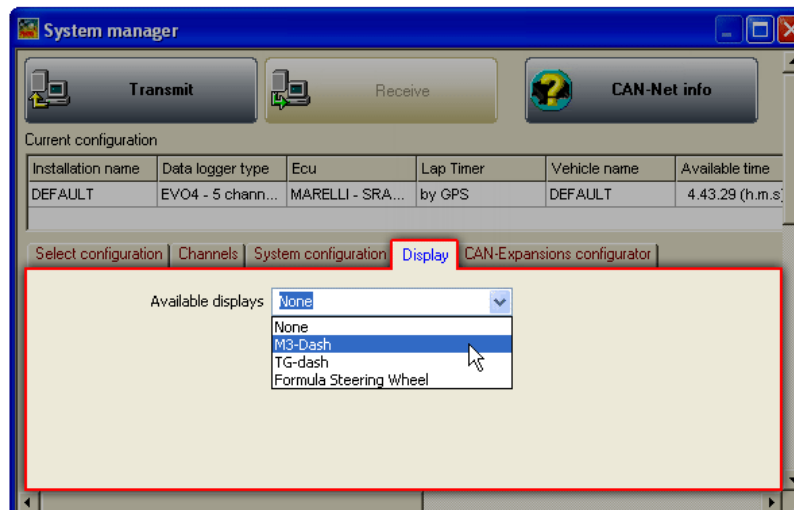 System manager
Transmit Receive CAN-Net info
Current configuration
Installation name Data logger type Ecu Lap Timer Vehicle name Available time
DEFAULT EVO4 - 5 chann... MARELLI - SRA... by GPS DEFAULT 4.43.29 (h.m.s)
Select configuration Channels System configuration Display CAN-Expansions configurator
Available displays None
None
M3-Dash
TG-dash
Formula Steering Wheel